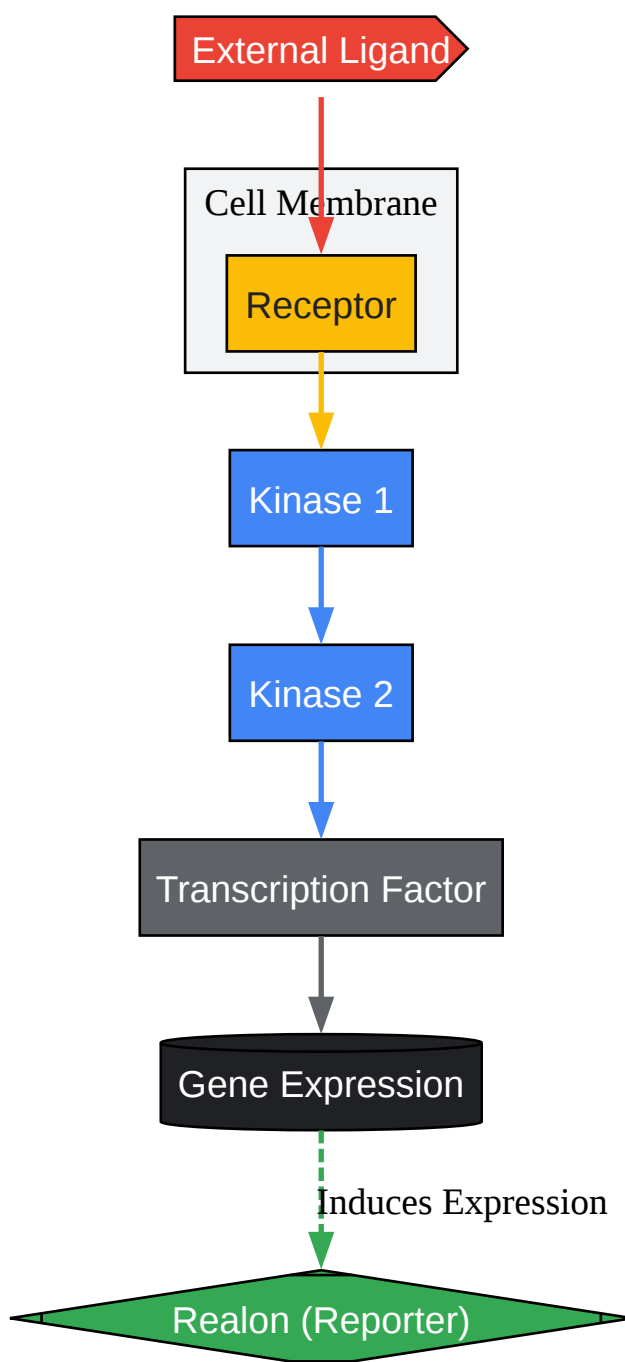 External Ligand
Cell Membrane
Receptor
Kinase 1
Kinase 2
Transcription Factor
Gene Expression
Induces Expression
Realon (Reporter)